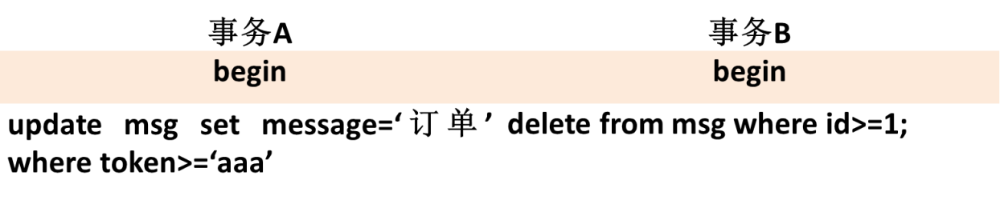 事务A 事务B
begin begin
update msg set message=‘订单’ delete from msg where id>=1;
where token>=‘aaa’